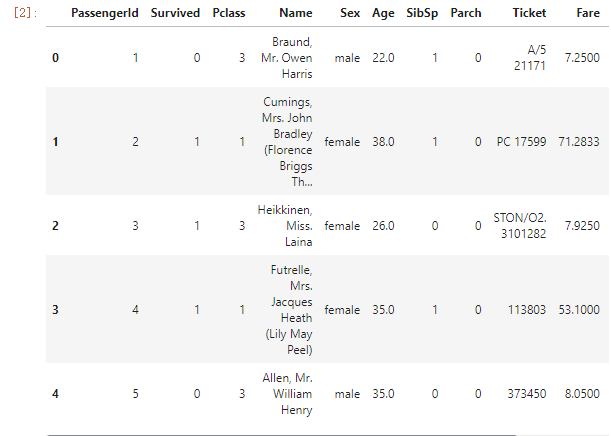 [2]:
PassengerId Survived Pclass Name Sex Age SibSp Parch Ticket Fare
0 1 0 3 Braund, Mr. Owen Harris male 22.0 1 0 A/5 21171 7.2500
1 2 1 1 Cumings, Mrs. John Bradley (Florence Briggs Th... female 38.0 1 0 PC 17599 71.2833
2 3 1 3 Heikkinen, Miss. Laina female 26.0 0 0 STON/O2. 3101282 7.9250
3 4 1 1 Futrelle, Mrs. Jacques Heath (Lily May Peel) female 35.0 1 0 113803 53.1000
4 5 0 3 Allen, Mr. William Henry male 35.0 0 0 373450 8.0500